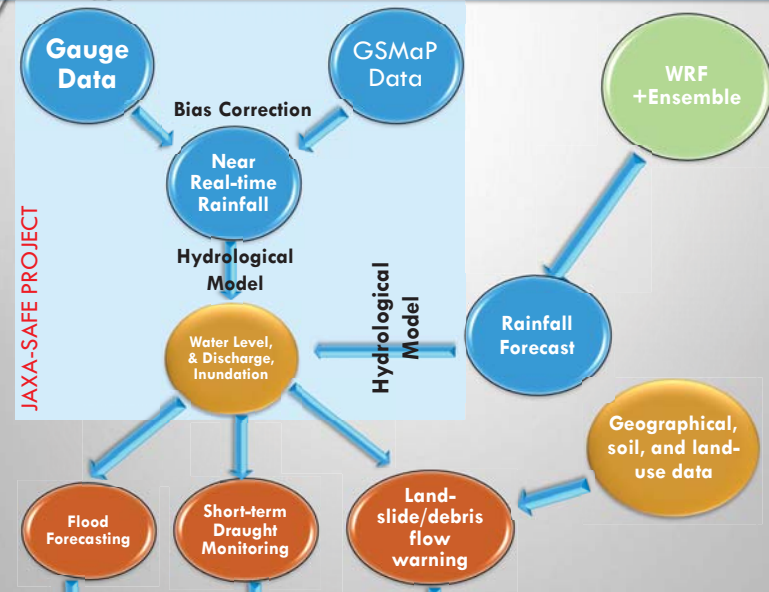 Gauge
Data
GSMaP
Data
WRF
+Ensemble
Bias Correction
Near
Real-time
Rainfall
JAXA-SAFE PROJECT
Hydrological
Model
Hydrological
Model
Rainfall
Forecast
Water Level,
& Discharge,
Inundation
Geographical,
soil, and land-
use data
Flood
Forecasting
Short-term
Draught
Monitoring
Land-
slide/debris
flow
warning